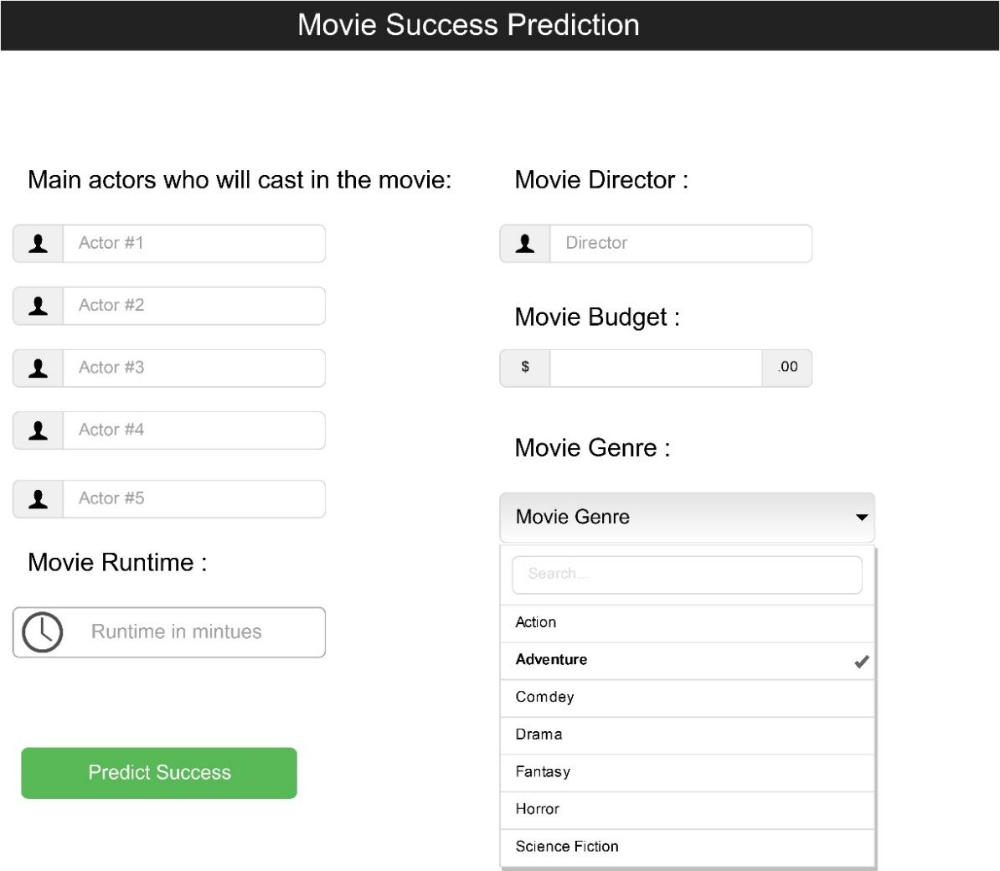 Movie Success Prediction
Main actors who will cast in the movie:
Actor #1
Actor #2
Actor #3
Actor #4
Actor #5
Movie Runtime :
Runtime in mintues
Predict Success
Movie Director :
Director
Movie Budget :
$ .00
Movie Genre :
Movie Genre
Search...
Action
Adventure
Comdey
Drama
Fantasy
Horror
Science Fiction